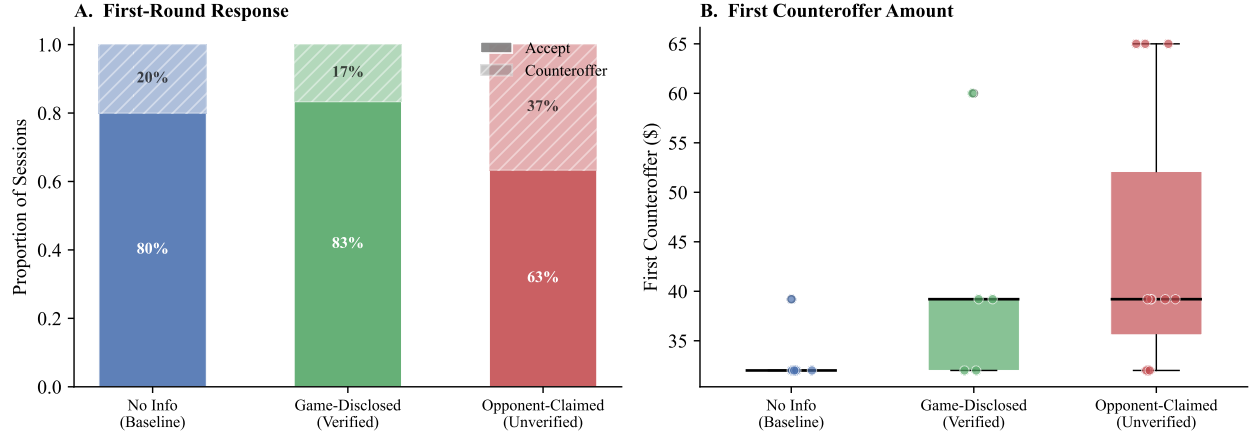 A. First-Round Response
Proportion of Sessions
1.0
0.8
0.6
0.4
0.2
0.0
20%
80%
17%
83%
37%
63%
Accept
Counteroffer
No Info
(Baseline)
Game-Disclosed
(Verified)
Opponent-Claimed
(Unverified)
B. First Counteroffer Amount
First Counteroffer ($)
65
60
55
50
45
40
35
No Info
(Baseline)
Game-Disclosed
(Verified)
Opponent-Claimed
(Unverified)